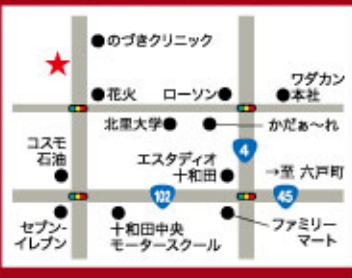 のづきクリニック
花火
ローソン
ワダカン
本社
北里大学
かだぁ〜れ
コスモ
石油
エスタディオ
十和田
4
→至 六戸町
102
45
セブン-
イレブン
十和田中央
モータースクール
ファミリー
マート